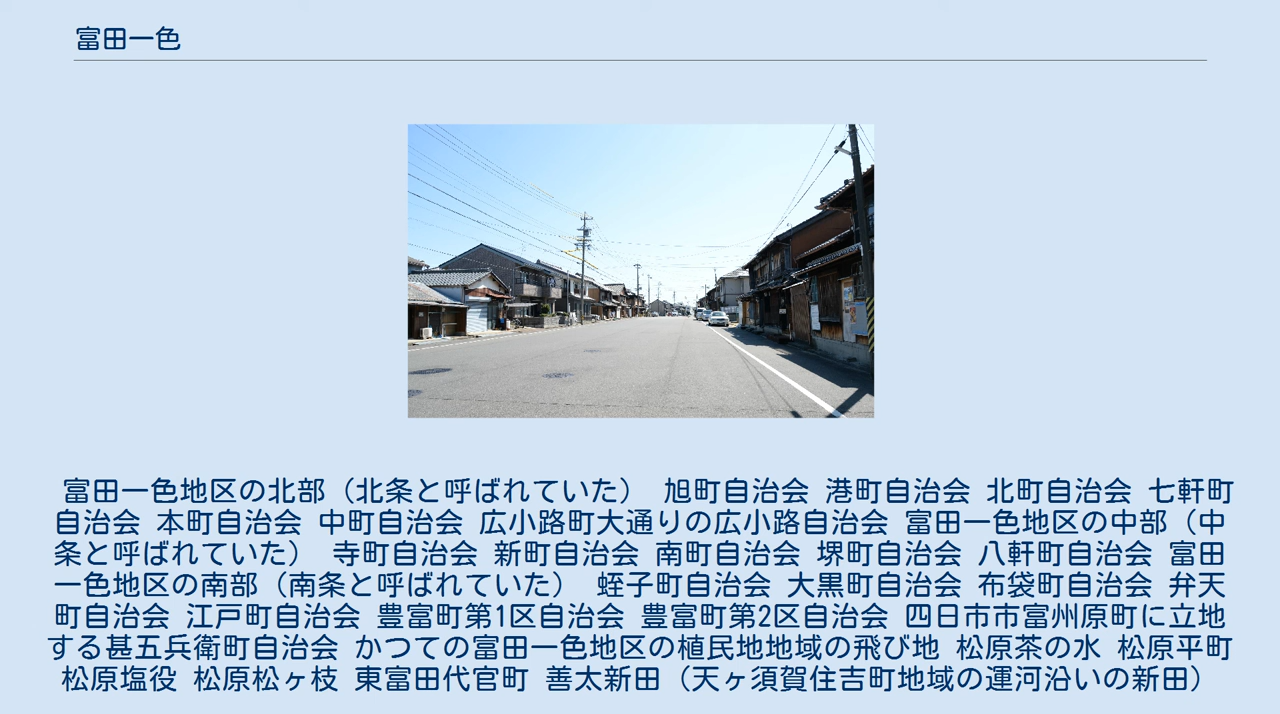 富田一色
富田一色地区の北部（北条と呼ばれていた） 旭町自治会 港町自治会 北町自治会 七軒町
自治会 本町自治会 中町自治会 広小路町大通りの広小路自治会 富田一色地区の中部（中
条と呼ばれていた） 寺町自治会 新町自治会 南町自治会 堺町自治会 八軒町自治会 富田
一色地区の南部（南条と呼ばれていた） 蛭子町自治会 大黒町自治会 布袋町自治会 弁天
町自治会 江戸町自治会 豊富町第1区自治会 豊富町第2区自治会 四日市市富州原町に立地
する甚五兵衛町自治会 かつての富田一色地区の植民地地域の飛び地 松原茶の水 松原平町
松原塩役 松原松ヶ枝 東富田代官町 善太新田（天ヶ須賀住吉町地域の運河沿いの新田）